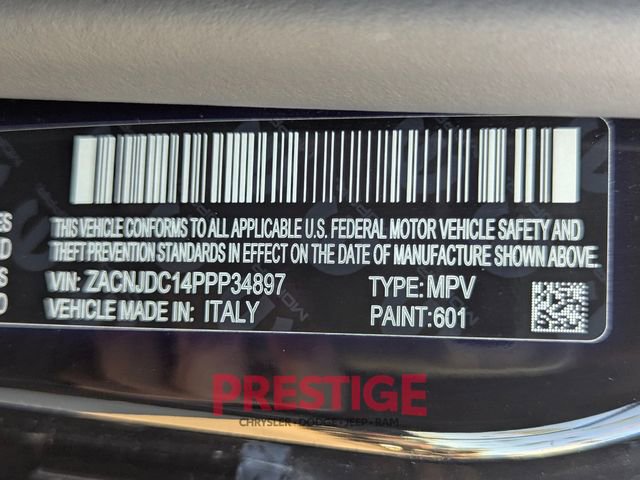 THIS VEHICLE CONFORMS TO ALL APPLICABLE U.S. FEDERAL MOTOR VEHICLE SAFETY AND
THEFT PREVENTION STANDARDS IN EFFECT ON THE DATE OF MANUFACTURE SHOWN ABOVE.
VIN: ZACNJDC14PPP34897 TYPE: MPV
VEHICLE MADE IN: ITALY PAINT: 601
PRESTIGE
CHRYSLER • DODGE • JEEP • RAM